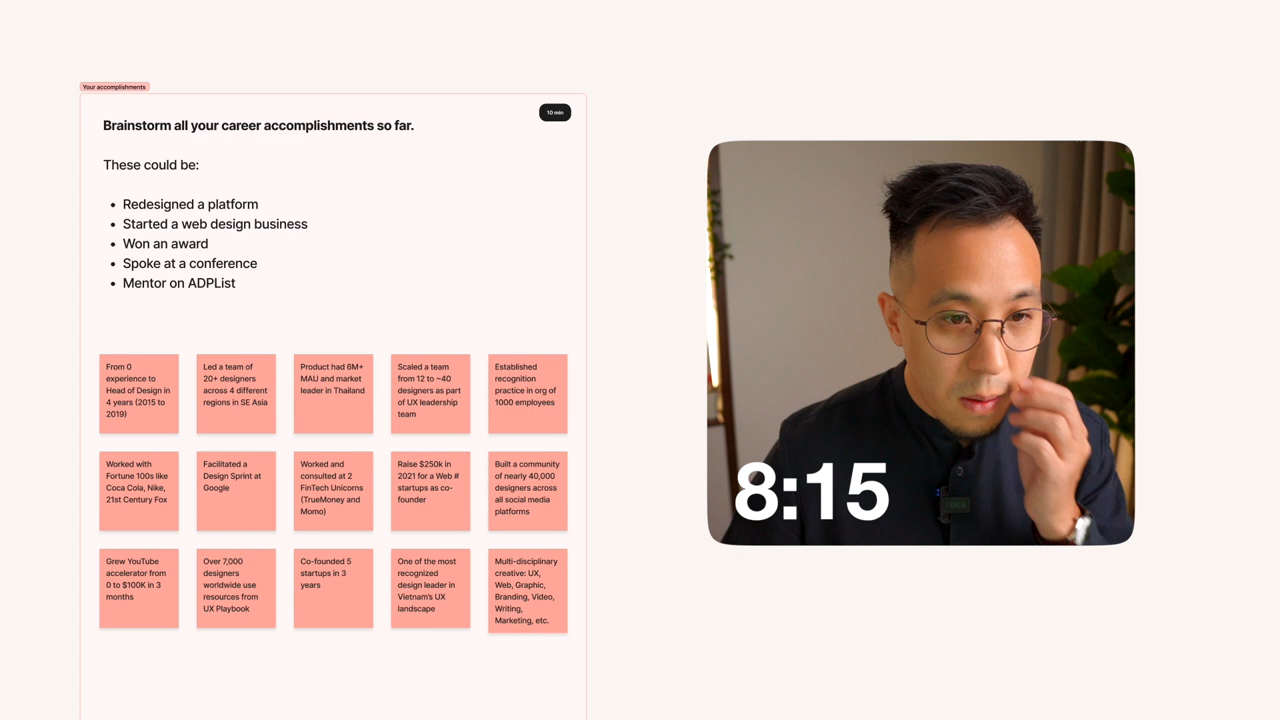 Your accomplishments
10 min
Brainstorm all your career accomplishments so far.
These could be:
• Redesigned a platform
• Started a web design business
• Won an award
• Spoke at a conference
• Mentor on ADPList
From 0
experience to
Head of Design in
4 years (2015 to
2019)
Led a team of
20+ designers
across 4 different
regions in SE Asia
Product had 6M+
MAU and market
leader in Thailand
Scaled a team
from 12 to ~40
designers as part
of UX leadership
team
Established
recognition
practice in org of
1000 employees
Worked with
Fortune 100s like
Coca Cola, Nike,
21st Century Fox
Facilitated a
Design Sprint at
Google
Worked and
consulted at 2
FinTech Unicorns
(TrueMoney and
Momo)
Raise $250k in
2021 for a Web #
startups as co-
founder
Built a community
of nearly 40,000
designers across
all social media
platforms
Grew YouTube
accelerator from
0 to $100K in 3
months
Over 7,000
designers
worldwide use
resources from
UX Playbook
Co-founded 5
startups in 3
years
One of the most
recognized
design leader in
Vietnam's UX
landscape
Multi-disciplinary
creative: UX,
Web, Graphic,
Branding, Video,
Writing,
Marketing, etc.
8:15